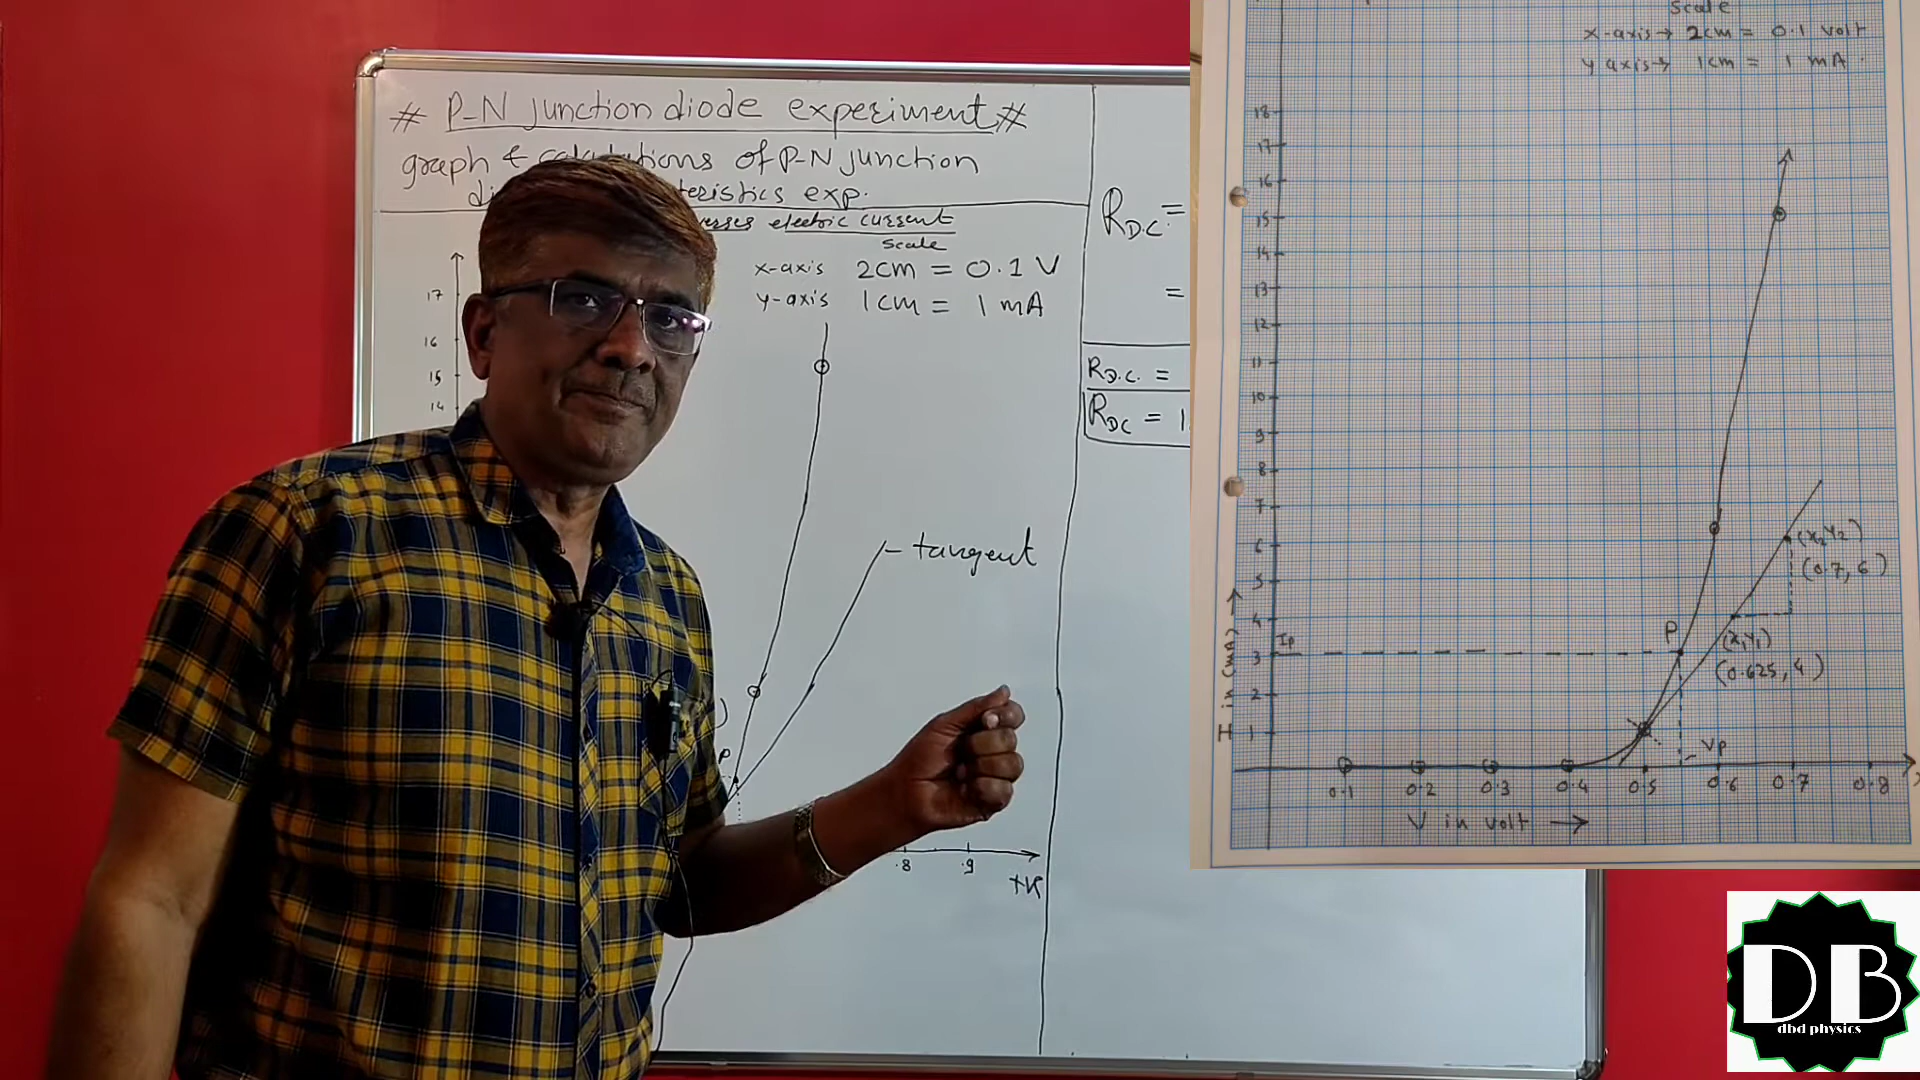 # P-N junction diode experiment #
graph & calculations of P-N junction
teristics exp.
electric current
Scale
x-axis 2cm = 0.1 V
y-axis 1cm = 1 mA
17
16
15
14
tangent
)
P
.8 .9
R D.C =
=
R D.C. =
R DC = 1
Scale
x-axis → 2cm = 0.1 volt
y axis → 1cm = 1 mA.
18
17
16
15
14
13
12
11
10
9
8
7
6 (x2 y2)
(0.7, 6)
5
4
Ip P (x1 y1)
3 (0.625, 4)
2
1
Vp
I in (mA) →
0.1 0.2 0.3 0.4 0.5 0.6 0.7 0.8
V in volt →
DB
dbd physics